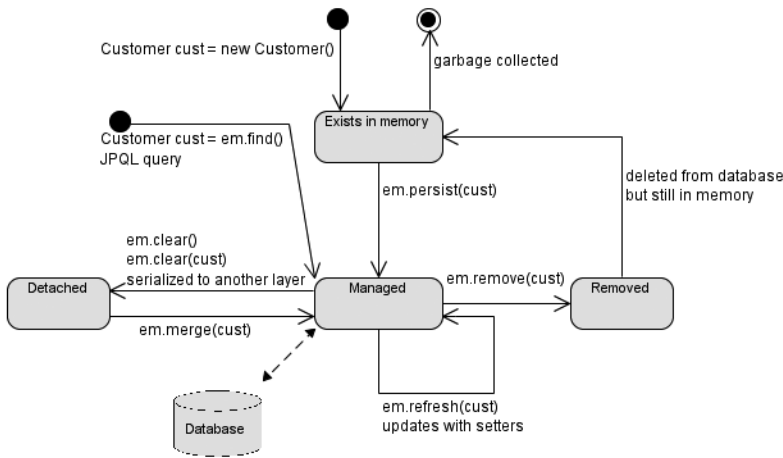 Customer cust = new Customer()
garbage collected
Exists in memory
Customer cust = em.find()
JPQL query
em.persist(cust)
deleted from database
but still in memory
em.clear()
em.clear(cust)
serialized to another layer
Detached
Managed
em.remove(cust)
Removed
em.merge(cust)
em.refresh(cust)
updates with setters
Database